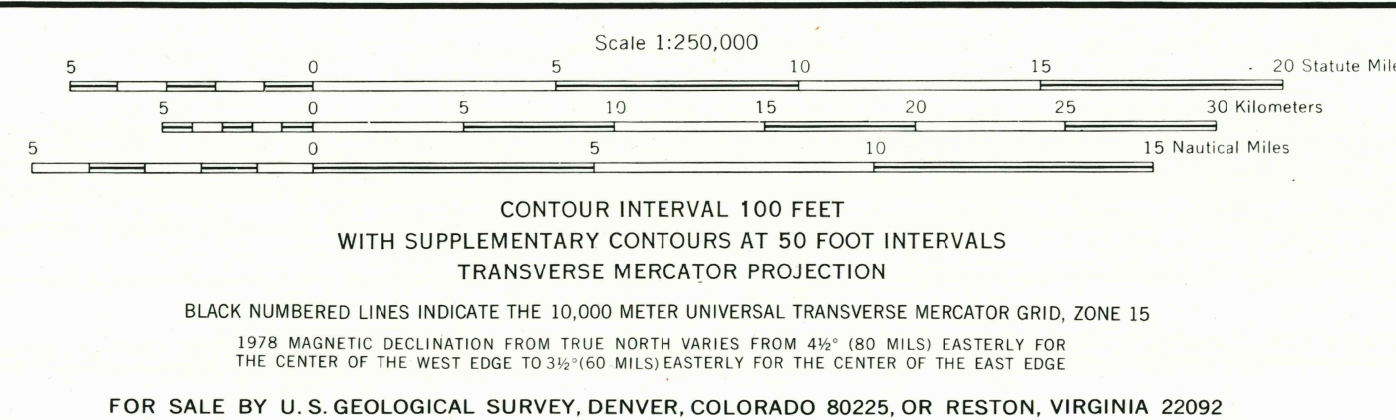 Scale 1:250,000
5 0 5 10 15 20 Statute Mile
5 0 5 10 15 20 25 30 Kilometers
5 0 5 10 15 Nautical Miles
CONTOUR INTERVAL 100 FEET
WITH SUPPLEMENTARY CONTOURS AT 50 FOOT INTERVALS
TRANSVERSE MERCATOR PROJECTION
BLACK NUMBERED LINES INDICATE THE 10,000 METER UNIVERSAL TRANSVERSE MERCATOR GRID, ZONE 15
1978 MAGNETIC DECLINATION FROM TRUE NORTH VARIES FROM 4½° (80 MILS) EASTERLY FOR
THE CENTER OF THE WEST EDGE TO 3½° (60 MILS) EASTERLY FOR THE CENTER OF THE EAST EDGE
FOR SALE BY U. S. GEOLOGICAL SURVEY, DENVER, COLORADO 80225, OR RESTON, VIRGINIA 22092